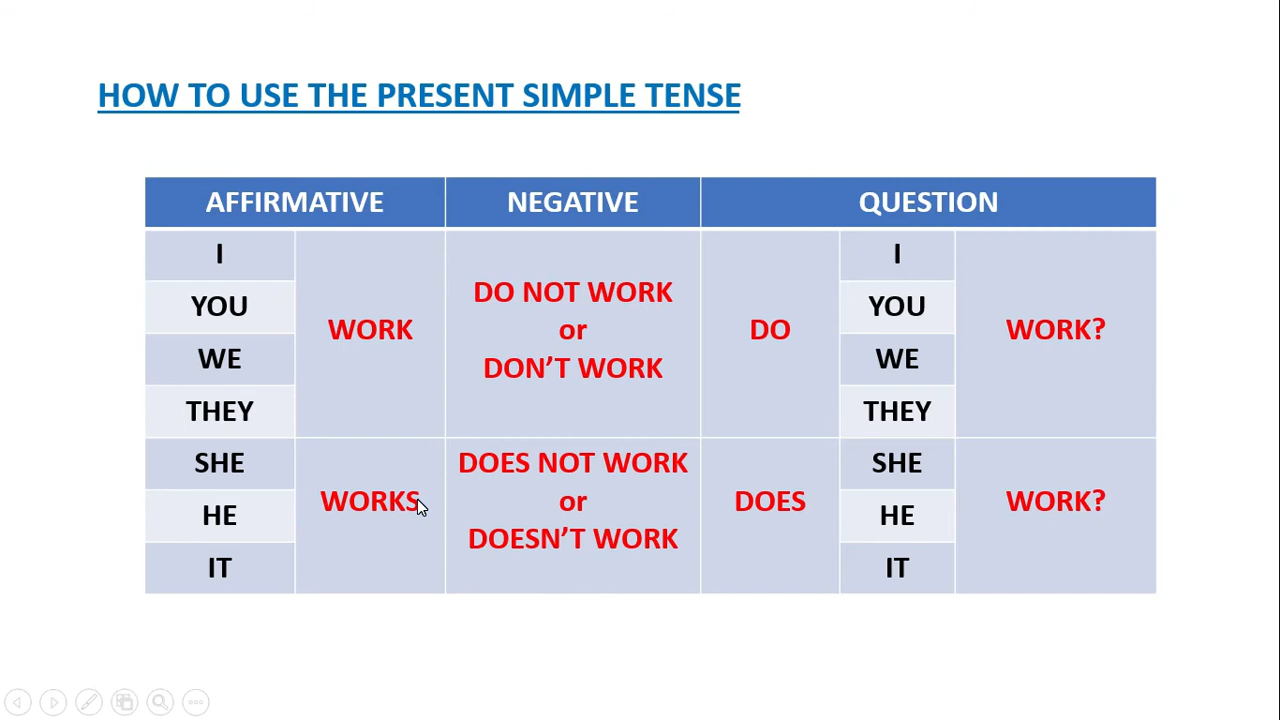 HOW TO USE THE PRESENT SIMPLE TENSE
AFFIRMATIVE NEGATIVE QUESTION
I
YOU
WE
THEY
WORK
DO NOT WORK
or
DON’T WORK
DO
I
YOU
WE
THEY
WORK?
SHE
HE
IT
WORKS
DOES NOT WORK
or
DOESN’T WORK
DOES
SHE
HE
IT
WORK?